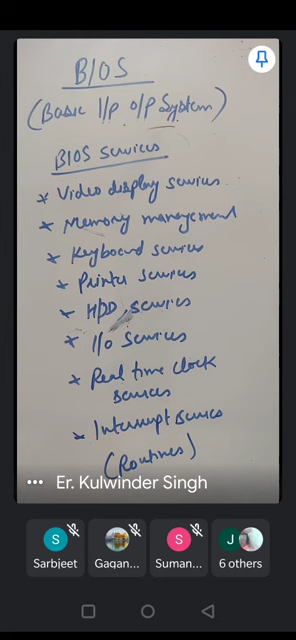 BIOS
(Basic I/p O/p System)
BIOS Services
* Video display services
* Memory management
* Keyboard services
* Printer services
* HDD services
* I/O services
* Real time clock
services
* Interrupt services
(Routines)
••• Er. Kulwinder Singh
S
S
J
Sarbjeet
Gagan...
Suman...
6 others